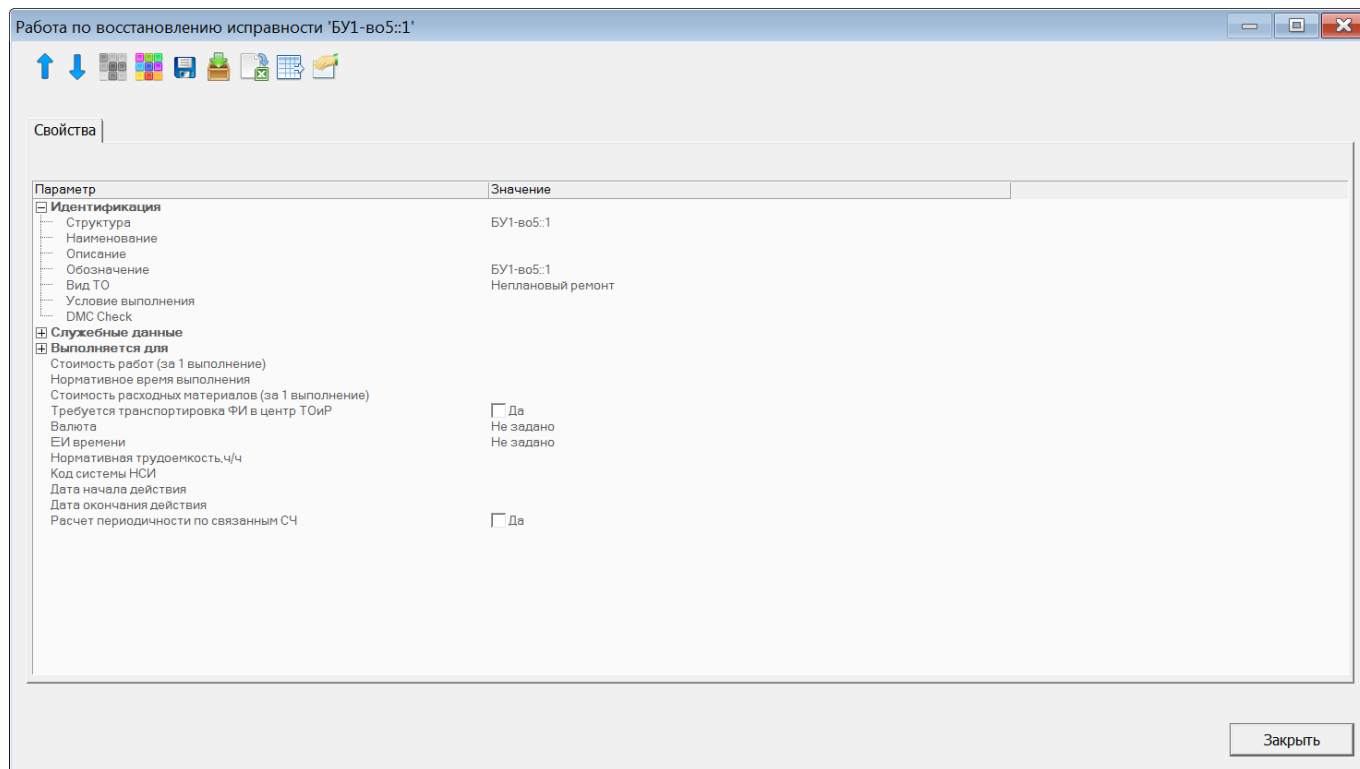 Работа по восстановлению исправности 'БУ1-во5::1'
Свойства
Параметр Значение
Идентификация
Структура БУ1-во5::1
Наименование
Описание
Обозначение БУ1-во5::1
Вид ТО Неплановый ремонт
Условие выполнения
DMC Check
Служебные данные
Выполняется для
Стоимость работ (за 1 выполнение)
Нормативное время выполнения
Стоимость расходных материалов (за 1 выполнение)
Требуется транспортировка ФИ в центр ТОиР Да
Валюта Не задано
ЕИ времени Не задано
Нормативная трудоемкость,ч/ч
Код системы НСИ
Дата начала действия
Дата окончания действия
Расчет периодичности по связанным СЧ Да
Закрыть